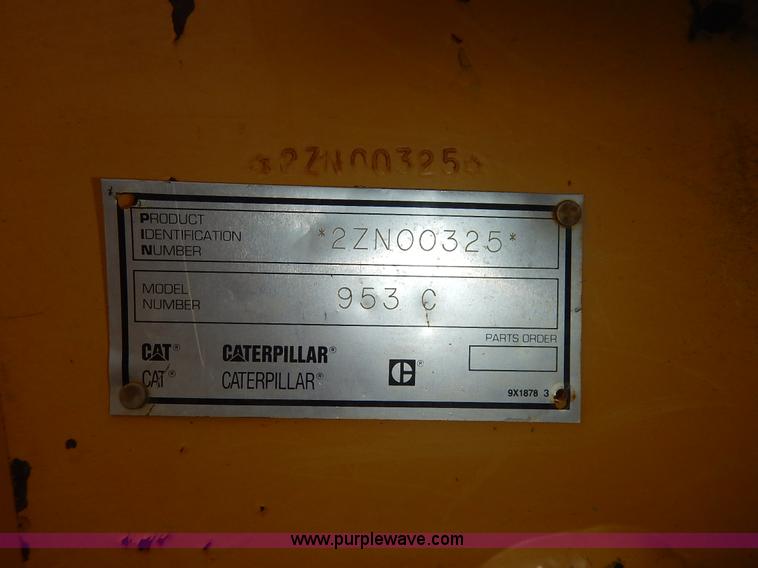 *2ZN00325*
PRODUCT
IDENTIFICATION
NUMBER
*2ZN00325*
MODEL
NUMBER
953 C
PARTS ORDER
CAT® CATERPILLAR® C®
CAT® CATERPILLAR®
9X1878 3
www.purplewave.com